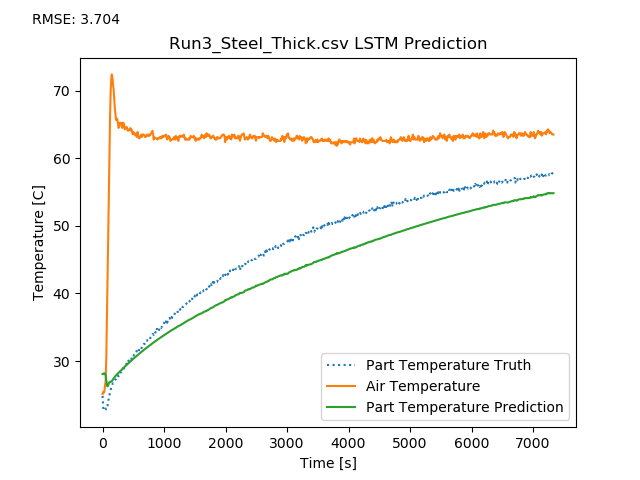 RMSE: 3.704
Run3_Steel_Thick.csv LSTM Prediction
Temperature [C]
70
60
50
40
30
Part Temperature Truth
Air Temperature
Part Temperature Prediction
0 1000 2000 3000 4000 5000 6000 7000
Time [s]